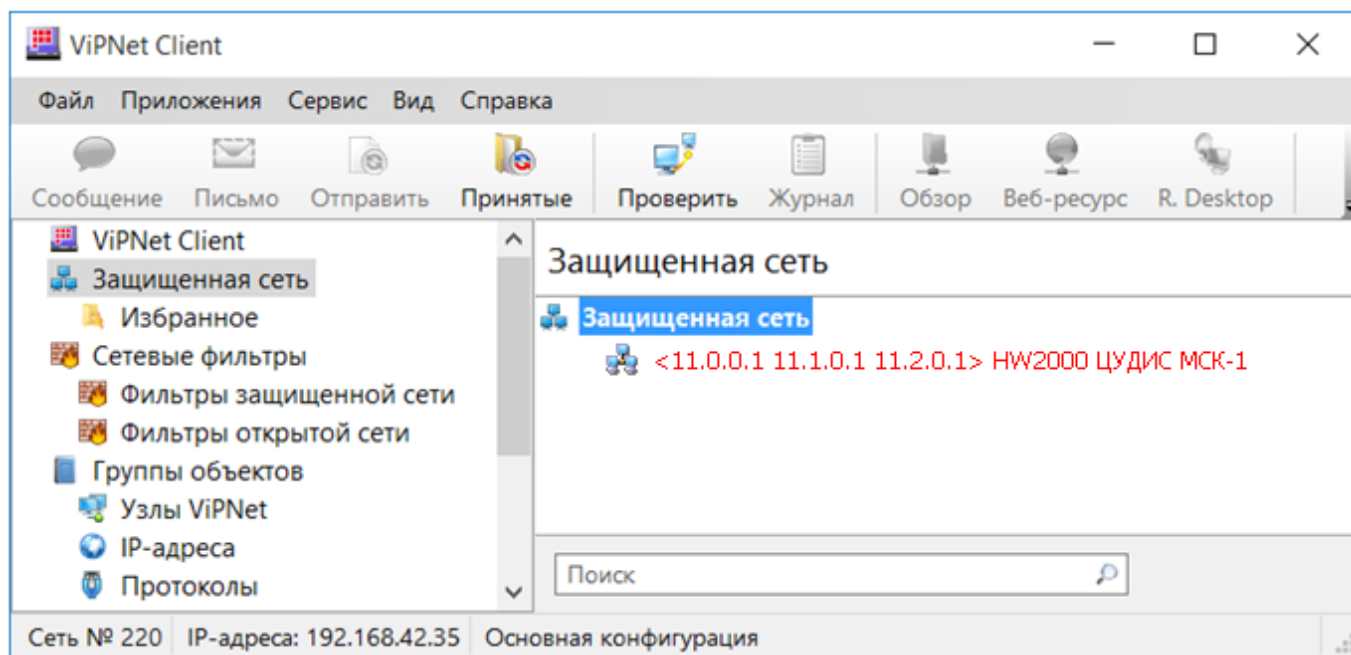 ViPNet Client
Файл Приложения Сервис Вид Справка
Сообщение Письмо Отправить Принятые Проверить Журнал Обзор Веб-ресурс R. Desktop
ViPNet Client
Защищенная сеть
Избранное
Сетевые фильтры
Фильтры защищенной сети
Фильтры открытой сети
Группы объектов
Узлы ViPNet
IP-адреса
Протоколы
Защищенная сеть
Защищенная сеть
<11.0.0.1 11.1.0.1 11.2.0.1> HW2000 ЦУДИС МСК-1
Поиск
Сеть № 220 IP-адреса: 192.168.42.35 Основная конфигурация